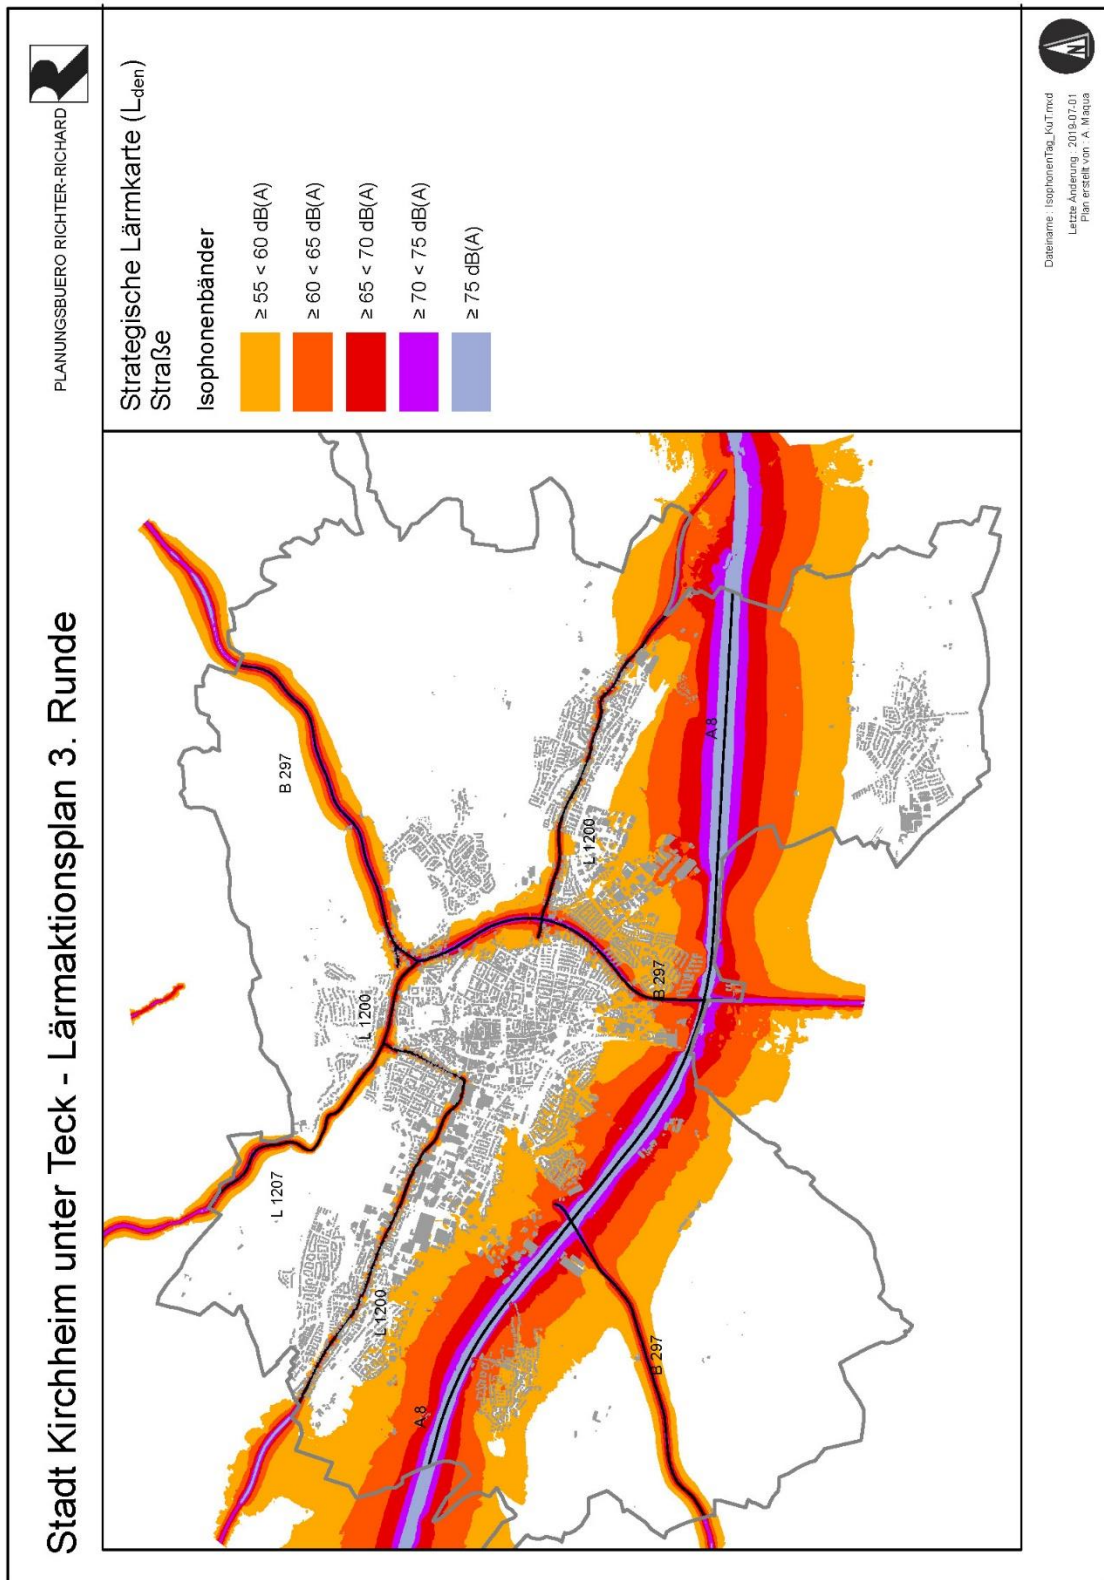 Stadt Kirchheim unter Teck - Lärmaktionsplan 3. Runde
PLANUNGSBUERO RICHTER-RICHARD
Strategische Lärmkarte (Lden)
Straße
Isophonenbänder
≥ 55 < 60 dB(A)
≥ 60 < 65 dB(A)
≥ 65 < 70 dB(A)
≥ 70 < 75 dB(A)
≥ 75 dB(A)
L 1207
B 297
L 1200
L 1200
L 1200
A 8
A 8
B 297
B 297
N
Dateiname : IsophonenTag_KuT.mxd
Letzte Änderung : 2019-07-01
Plan erstellt von : A. Maqua